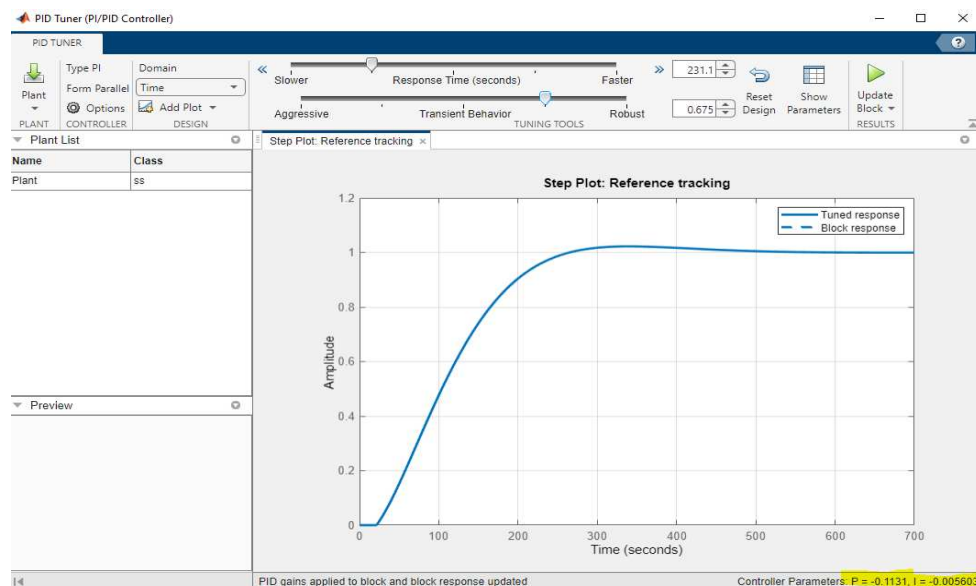 PID Tuner (PI/PID Controller)
PID TUNER
Plant
PLANT
Type PI
Form Parallel
Options
CONTROLLER
Domain
Time
Add Plot
DESIGN
Slower Response Time (seconds) Faster
231.1
Aggressive Transient Behavior Robust
0.675
TUNING TOOLS
Reset Design
Show Parameters
Update Block
RESULTS
Plant List
Name Class
Plant ss
Preview
Step Plot: Reference tracking
Step Plot: Reference tracking
Tuned response
Block response
Amplitude
1.2
1
0.8
0.6
0.4
0.2
0
0 100 200 300 400 500 600 700
Time (seconds)
PID gains applied to block and block response updated
Controller Parameters: P = -0.1131, I = -0.005603